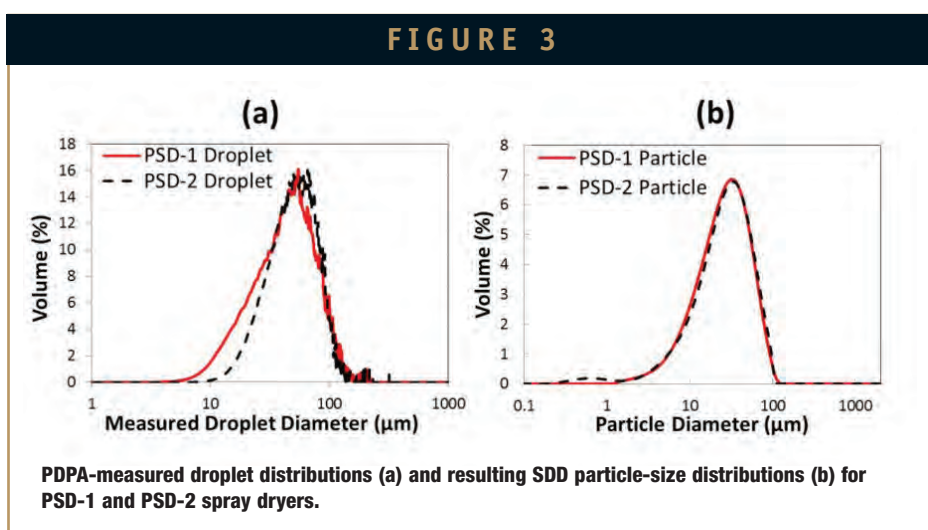 FIGURE 3
(a)
18
16
14
12
10
8
6
4
2
0
Volume (%)
PSD-1 Droplet
PSD-2 Droplet
1 10 100 1000
Measured Droplet Diameter (µm)
(b)
8
7
6
5
4
3
2
1
0
Volume (%)
PSD-1 Particle
PSD-2 Particle
0.1 1 10 100 1000
Particle Diameter (µm)
PDPA-measured droplet distributions (a) and resulting SDD particle-size distributions (b) for
PSD-1 and PSD-2 spray dryers.